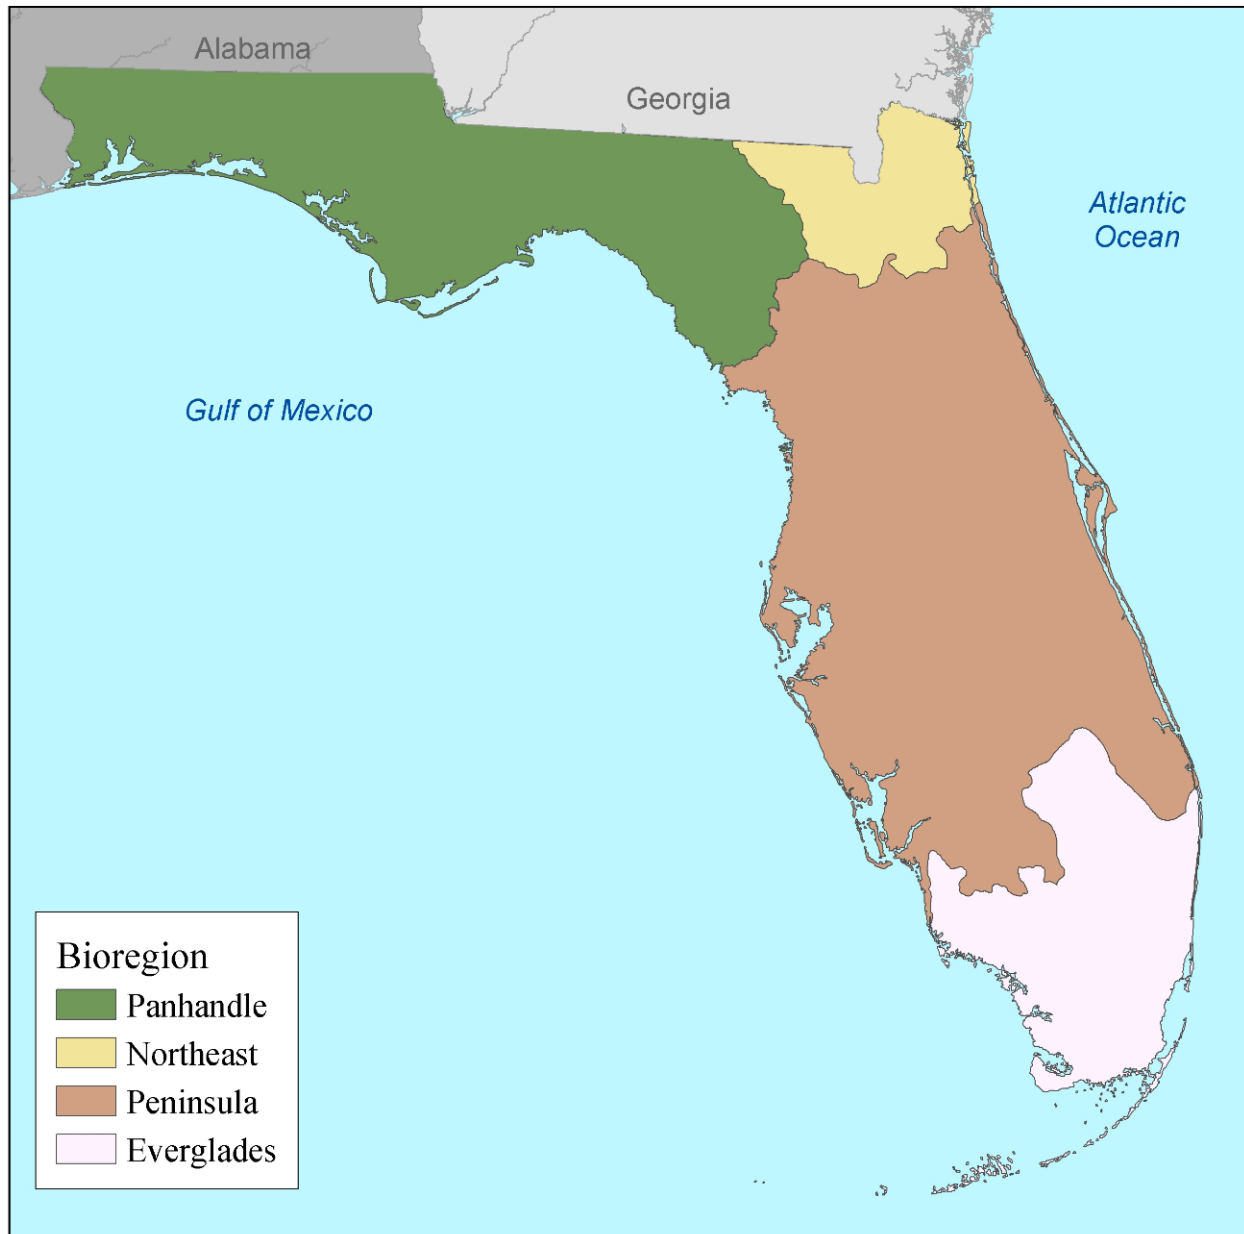 Alabama
Georgia
Atlantic
Ocean
Gulf of Mexico
Bioregion
Panhandle
Northeast
Peninsula
Everglades